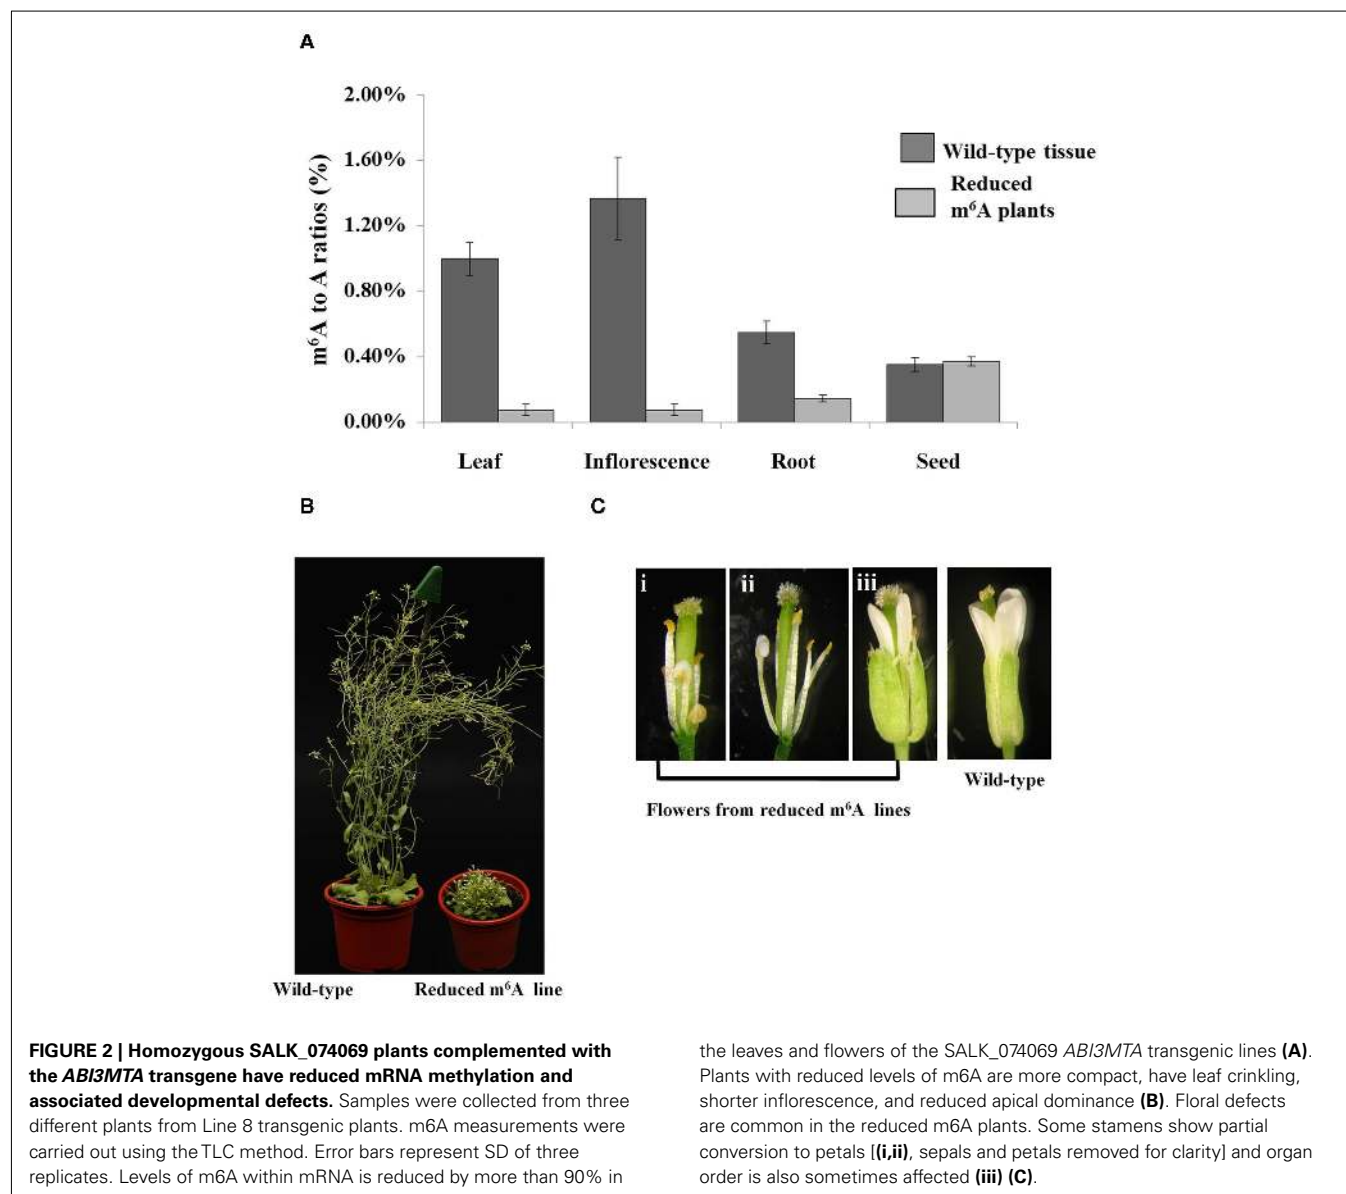 A
2.00%
1.60%
1.20%
0.80%
0.40%
0.00%
m⁶A to A ratios (%)
Wild-type tissue
Reduced
m⁶A plants
Leaf Inflorescence Root Seed
B
C
i ii iii
Wild-type
Flowers from reduced m⁶A lines
Wild-type Reduced m⁶A line
FIGURE 2 | Homozygous SALK_074069 plants complemented with
the ABI3MTA transgene have reduced mRNA methylation and
associated developmental defects. Samples were collected from three
different plants from Line 8 transgenic plants. m6A measurements were
carried out using the TLC method. Error bars represent SD of three
replicates. Levels of m6A within mRNA is reduced by more than 90% in
the leaves and flowers of the SALK_074069 ABI3MTA transgenic lines (A).
Plants with reduced levels of m6A are more compact, have leaf crinkling,
shorter inflorescence, and reduced apical dominance (B). Floral defects
are common in the reduced m6A plants. Some stamens show partial
conversion to petals [(i,ii), sepals and petals removed for clarity] and organ
order is also sometimes affected (iii) (C).